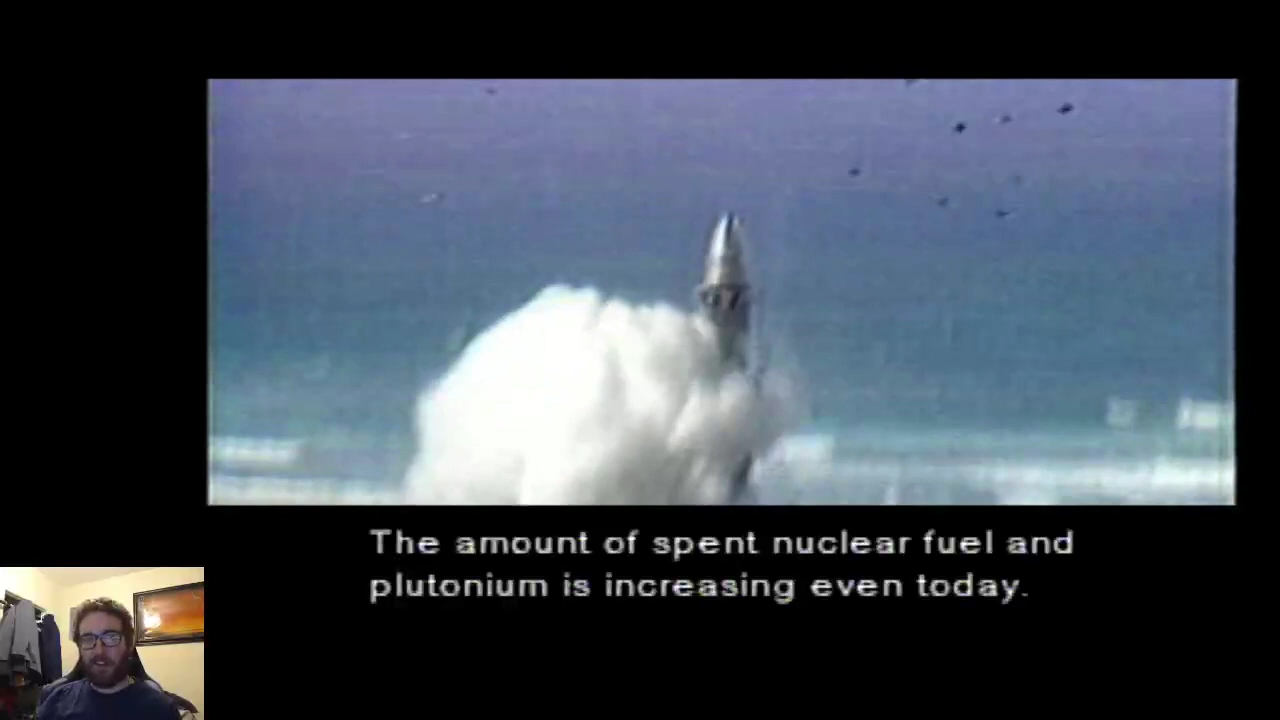 The amount of spent nuclear fuel and
plutonium is increasing even today.